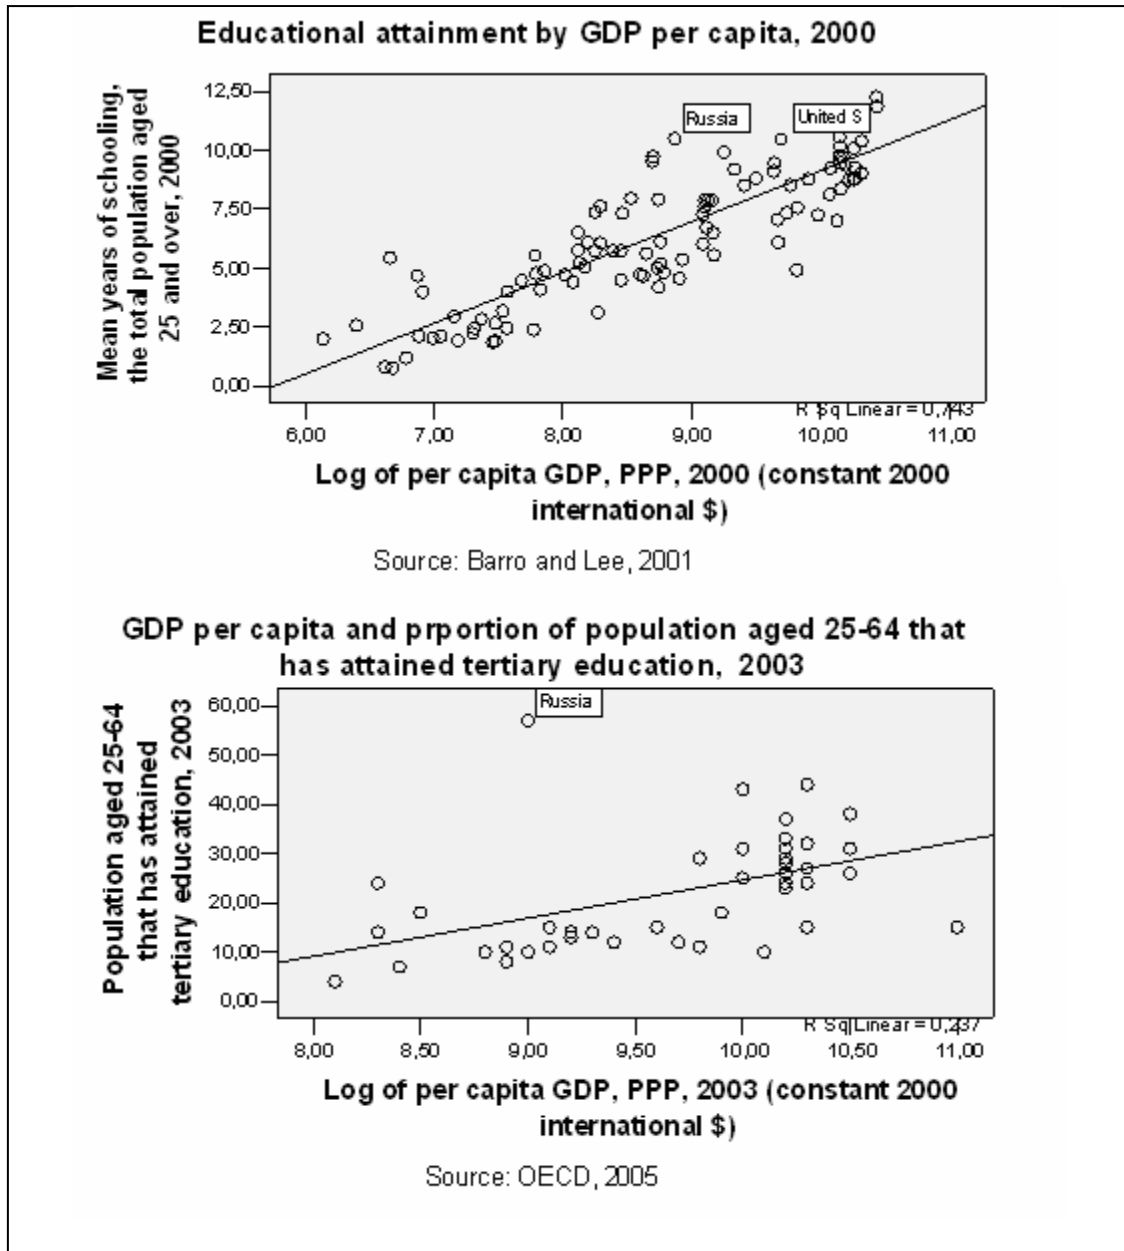 Educational attainment by GDP per capita, 2000
Mean years of schooling,
the total population aged
25 and over, 2000
12,50
10,00
7,50
5,00
2,50
0,00
Russia
United S
R Sq Linear = 0,743
6,00 7,00 8,00 9,00 10,00 11,00
Log of per capita GDP, PPP, 2000 (constant 2000
international $)
Source: Barro and Lee, 2001
GDP per capita and prportion of population aged 25-64 that
has attained tertiary education, 2003
Population aged 25-64
that has attained
tertiary education, 2003
60,00
50,00
40,00
30,00
20,00
10,00
0,00
Russia
R Sq Linear = 0,237
8,00 8,50 9,00 9,50 10,00 10,50 11,00
Log of per capita GDP, PPP, 2003 (constant 2000
international $)
Source: OECD, 2005